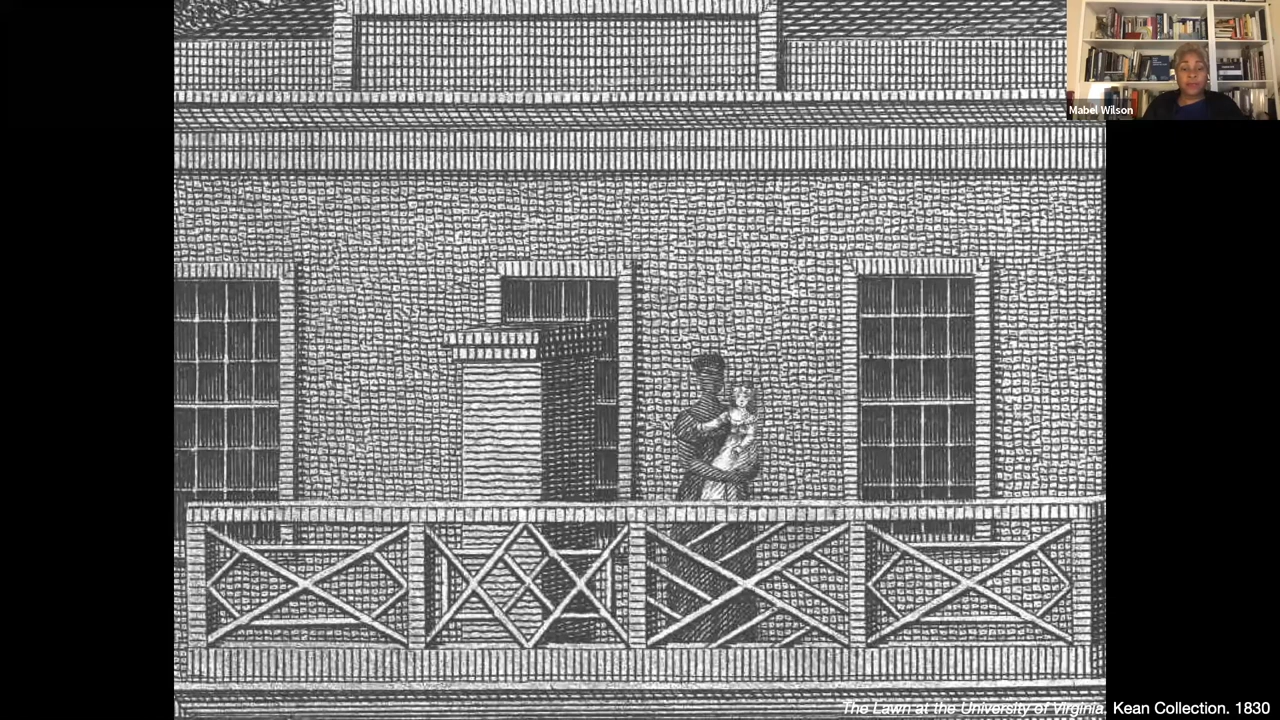 Mabel Wilson
The Lawn at the University of Virginia, Kean Collection. 1830